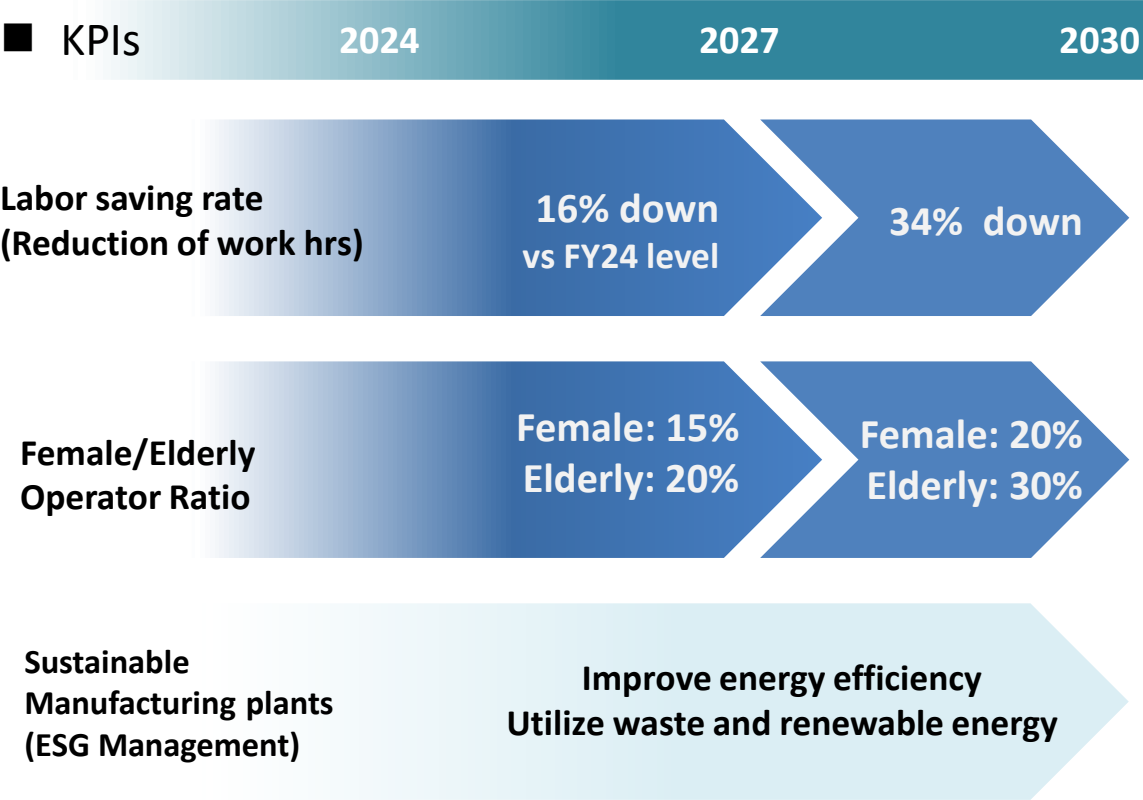 ■ KPIs 2024 2027 2030
Labor saving rate
(Reduction of work hrs)
16% down
vs FY24 level
34% down
Female/Elderly
Operator Ratio
Female: 15%
Elderly: 20%
Female: 20%
Elderly: 30%
Sustainable
Manufacturing plants
(ESG Management)
Improve energy efficiency
Utilize waste and renewable energy